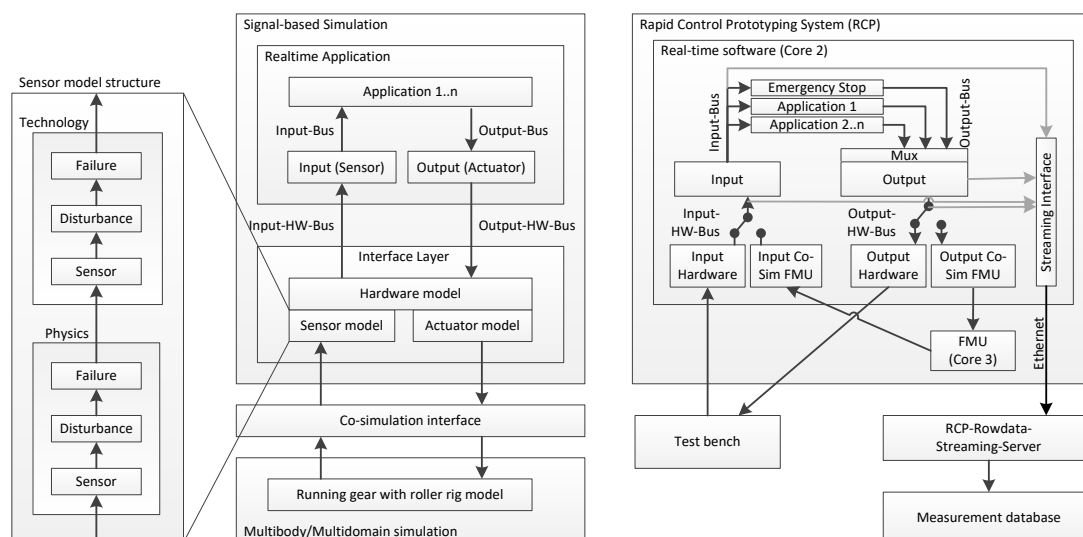 Sensor model structure
Technology
Failure
Disturbance
Sensor
Physics
Failure
Disturbance
Sensor
Signal-based Simulation
Realtime Application
Application 1..n
Input-Bus
Output-Bus
Input (Sensor)
Output (Actuator)
Input-HW-Bus
Output-HW-Bus
Interface Layer
Hardware model
Sensor model
Actuator model
Co-simulation interface
Running gear with roller rig model
Multibody/Multidomain simulation
Rapid Control Prototyping System (RCP)
Real-time software (Core 2)
Input-Bus
Emergency Stop
Application 1
Application 2..n
Output-Bus
Mux
Input
Output
Input-
HW-Bus
Output-
HW-Bus
Input
Hardware
Input Co-
Sim FMU
Output
Hardware
Output Co-
Sim FMU
Streaming Interface
FMU
(Core 3)
Ethernet
Test bench
RCP-Rowdata-
Streaming-Server
Measurement database